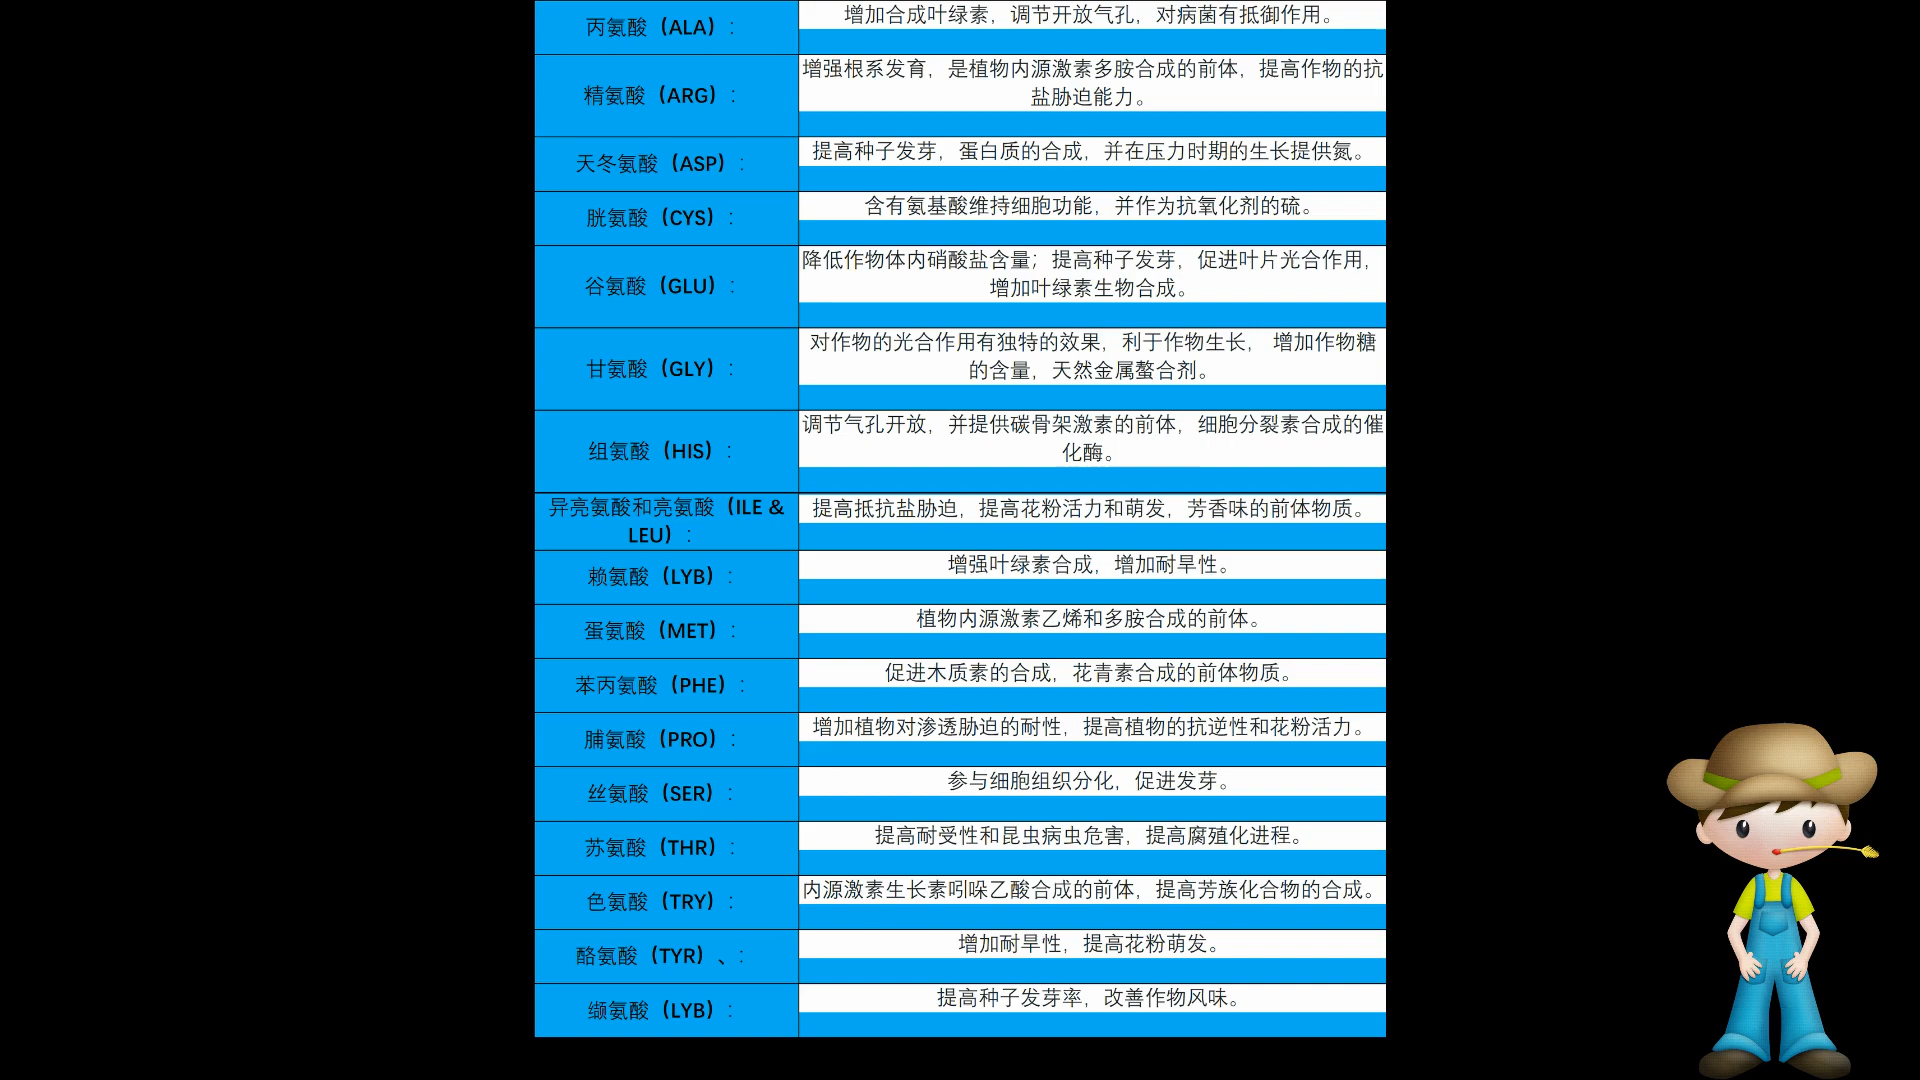 丙氨酸（ALA）：
增加合成叶绿素，调节开放气孔，对病菌有抵御作用。
精氨酸（ARG）：
增强根系发育，是植物内源激素多胺合成的前体，提高作物的抗
盐胁迫能力。
天冬氨酸（ASP）：
提高种子发芽，蛋白质的合成，并在压力时期的生长提供氮。
胱氨酸（CYS）：
含有氨基酸维持细胞功能，并作为抗氧化剂的硫。
谷氨酸（GLU）：
降低作物体内硝酸盐含量；提高种子发芽，促进叶片光合作用，
增加叶绿素生物合成。
甘氨酸（GLY）：
对作物的光合作用有独特的效果，利于作物生长， 增加作物糖
的含量，天然金属螯合剂。
组氨酸（HIS）：
调节气孔开放，并提供碳骨架激素的前体，细胞分裂素合成的催
化酶。
异亮氨酸和亮氨酸（ILE &
LEU）：
提高抵抗盐胁迫，提高花粉活力和萌发，芳香味的前体物质。
赖氨酸（LYB）：
增强叶绿素合成，增加耐旱性。
蛋氨酸（MET）：
植物内源激素乙烯和多胺合成的前体。
苯丙氨酸（PHE）：
促进木质素的合成，花青素合成的前体物质。
脯氨酸（PRO）：
增加植物对渗透胁迫的耐性，提高植物的抗逆性和花粉活力。
丝氨酸（SER）：
参与细胞组织分化，促进发芽。
苏氨酸（THR）：
提高耐受性和昆虫病虫危害，提高腐殖化进程。
色氨酸（TRY）：
内源激素生长素吲哚乙酸合成的前体，提高芳族化合物的合成。
酪氨酸（TYR）、：
增加耐旱性，提高花粉萌发。
缬氨酸（LYB）：
提高种子发芽率，改善作物风味。